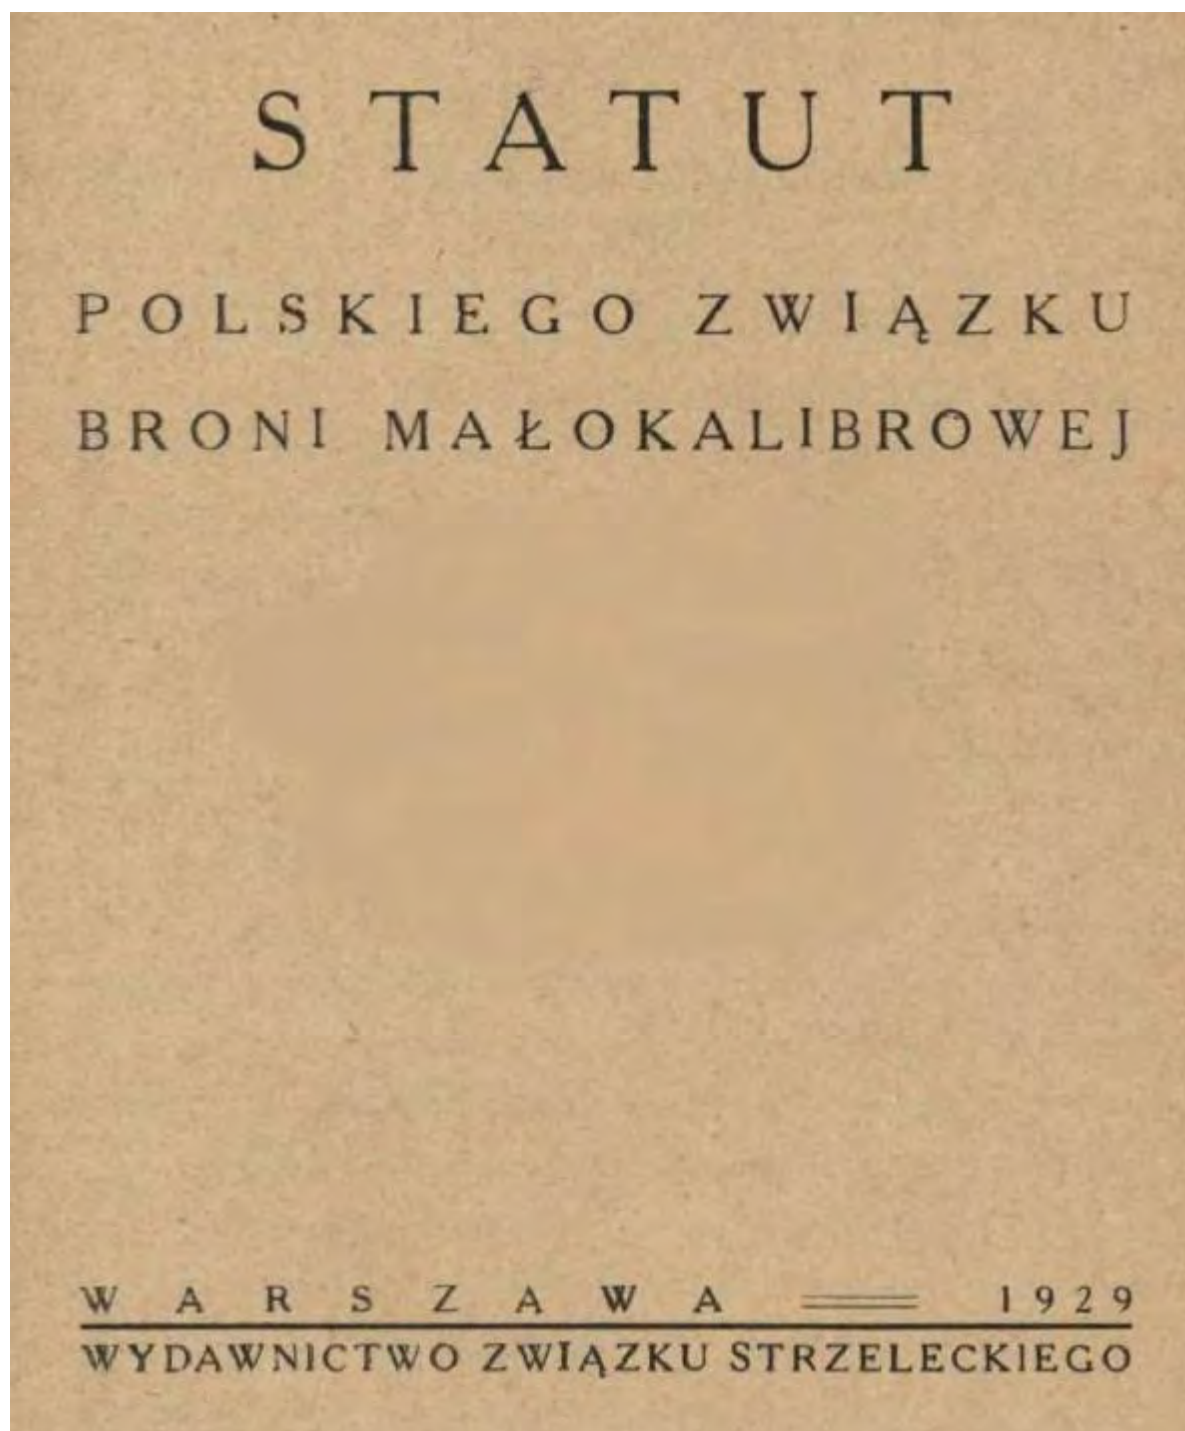 STATUT
POLSKIEGO ZWIĄZKU
BRONI MAŁOKALIBROWEJ
WARSZAWA 1929
WYDAWNICTWO ZWIĄZKU STRZELECKIEGO